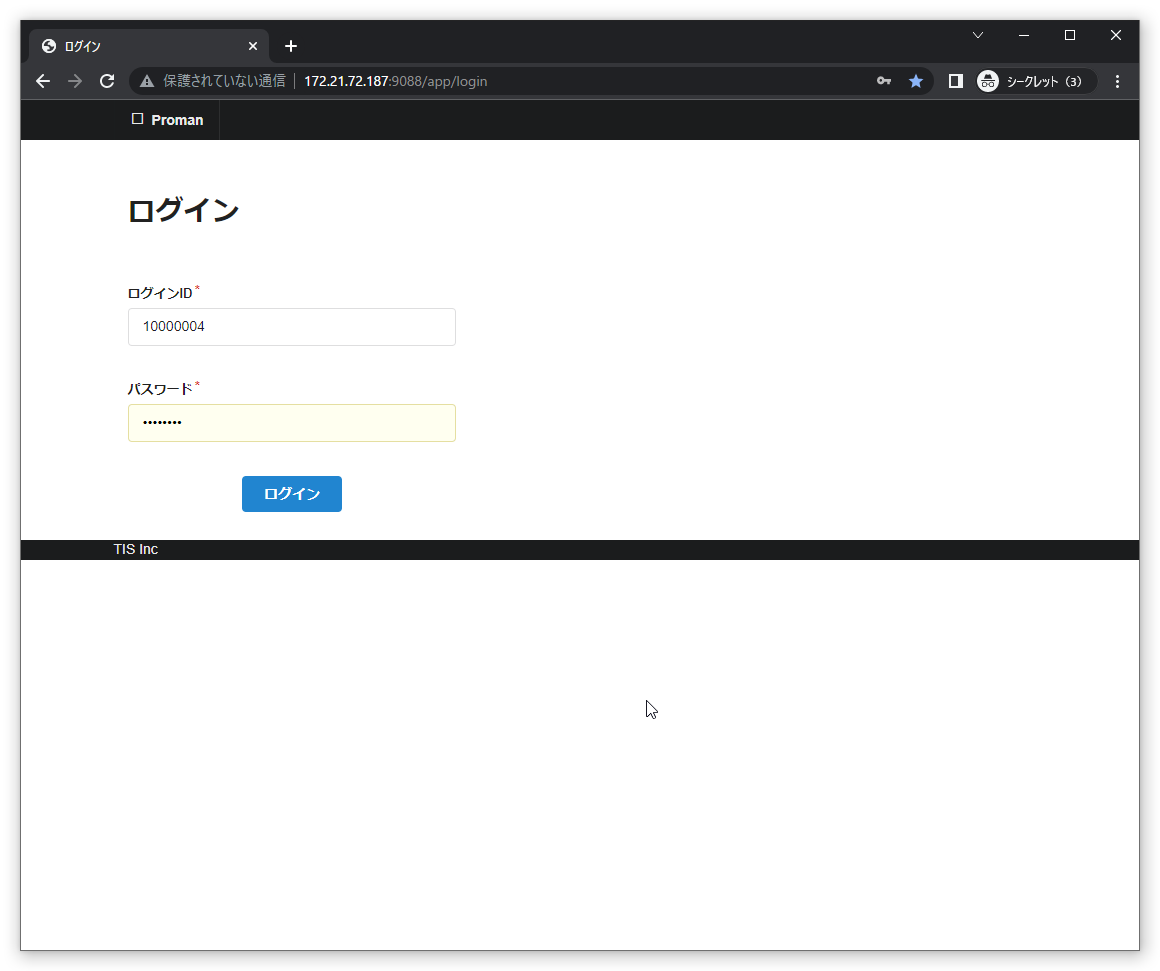 ログイン
保護されていない通信 172.21.72.187:9088/app/login シークレット (3)
Proman
ログイン
ログインID*
10000004
パスワード*
••••••••
ログイン
TIS Inc